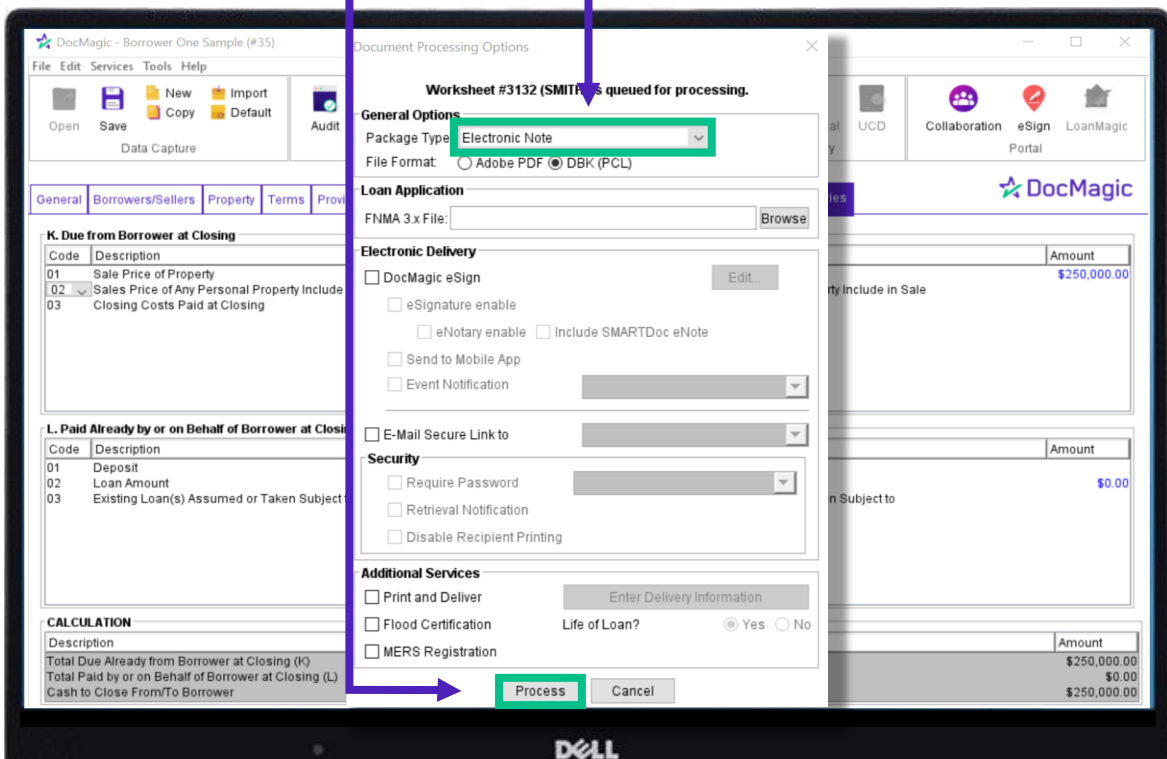 DocMagic - Borrower One Sample (#35)
File Edit Services Tools Help
Open
Save
New
Copy
Import
Default
Data Capture
Audit
UCD
Collaboration
eSign
LoanMagic
Portal
DocMagic
General
Borrowers/Sellers
Property
Terms
K. Due from Borrower at Closing
Code Description
Amount
01 Sale Price of Property
$250,000.00
02 Sales Price of Any Personal Property Include
rty Include in Sale
03 Closing Costs Paid at Closing
L. Paid Already by or on Behalf of Borrower at
Code Description
Amount
01 Deposit
02 Loan Amount
$0.00
03 Existing Loan(s) Assumed or Taken Subject
n Subject to
CALCULATION
Description
Amount
Total Due Already from Borrower at Closing (K)
$250,000.00
Total Paid by or on Behalf of Borrower at Closing (L)
$0.00
Cash to Close From/To Borrower
$250,000.00
Document Processing Options
Worksheet #3132 (SMITH queued for processing.
General Options
Package Type Electronic Note
File Format: Adobe PDF DBK (PCL)
Loan Application
FNMA 3.x File: Browse
Electronic Delivery
DocMagic eSign Edit...
eSignature enable
eNotary enable Include SMARTDoc eNote
Send to Mobile App
Event Notification
E-Mail Secure Link to
Security
Require Password
Retrieval Notification
Disable Recipient Printing
Additional Services
Print and Deliver Enter Delivery Information
Flood Certification Life of Loan? Yes No
MERS Registration
Process Cancel
DELL